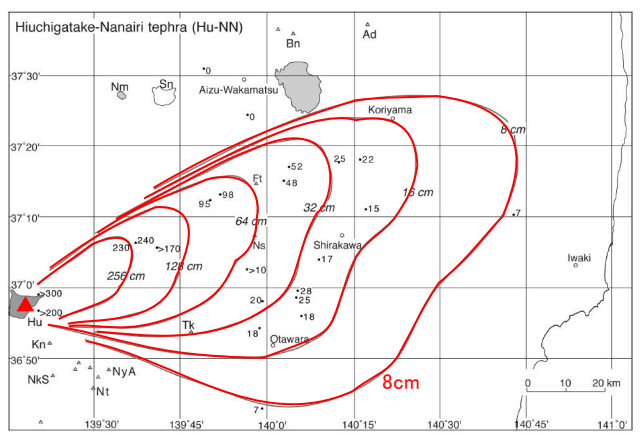 Hiuchigatake-Nanairi tephra (Hu-NN)
Ad
Bn
37°30'
0
Nm
Sn
Aizu-Wakamatsu
0
Koriyama
8 cm
37°20'
52
25
22
Ft
48
16 cm
98
95
32 cm
15
7
37°10'
64 cm
240
230
>170
Ns
Shirakawa
128 cm
17
Iwaki
256 cm
>10
37°0'
>300
28
20
25
>200
18
Hu
Tk
18
Kn
Otawara
36°50'
NyA
NkS
8cm
Nt
0 10 20 km
7
139°30' 139°45' 140°0' 140°15' 140°30' 140°45' 141°0'